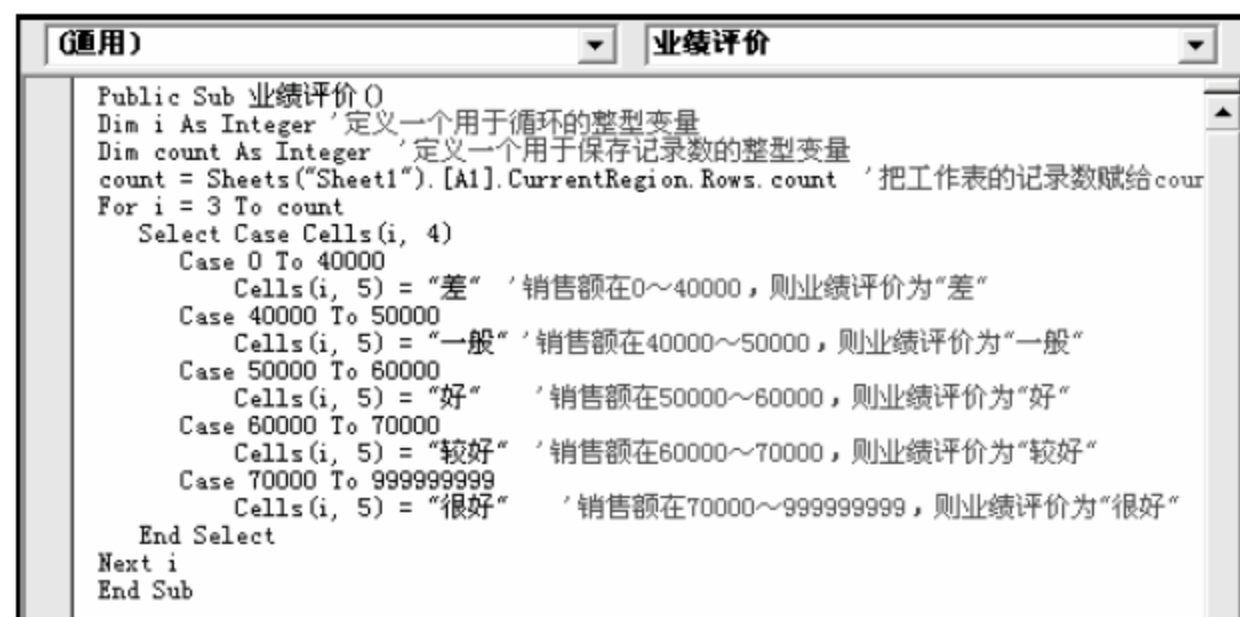 (通用)
业绩评价
Public Sub 业绩评价()
Dim i As Integer '定义一个用于循环的整型变量
Dim count As Integer '定义一个用于保存记录数的整型变量
count = Sheets("Sheet1").[A1].CurrentRegion.Rows.count '把工作表的记录数赋给cour
For i = 3 To count
Select Case Cells(i, 4)
Case 0 To 40000
Cells(i, 5) = "差" '销售额在0～40000，则业绩评价为"差"
Case 40000 To 50000
Cells(i, 5) = "一般" '销售额在40000～50000，则业绩评价为"一般"
Case 50000 To 60000
Cells(i, 5) = "好" '销售额在50000～60000，则业绩评价为"好"
Case 60000 To 70000
Cells(i, 5) = "较好" '销售额在60000～70000，则业绩评价为"较好"
Case 70000 To 999999999
Cells(i, 5) = "很好" '销售额在70000～999999999，则业绩评价为"很好"
End Select
Next i
End Sub